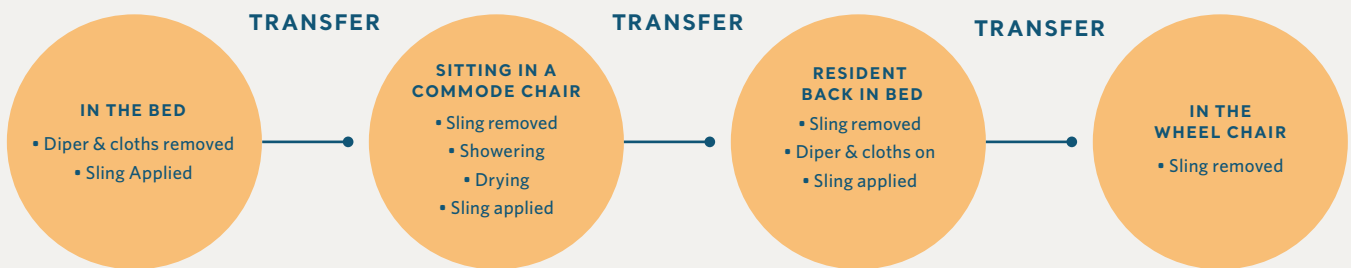 TRANSFER
TRANSFER
TRANSFER
IN THE BED
▪ Diper & cloths removed
▪ Sling Applied
SITTING IN A
COMMODE CHAIR
▪ Sling removed
▪ Showering
▪ Drying
▪ Sling applied
RESIDENT
BACK IN BED
▪ Sling removed
▪ Diper & cloths on
▪ Sling applied
IN THE
WHEEL CHAIR
▪ Sling removed